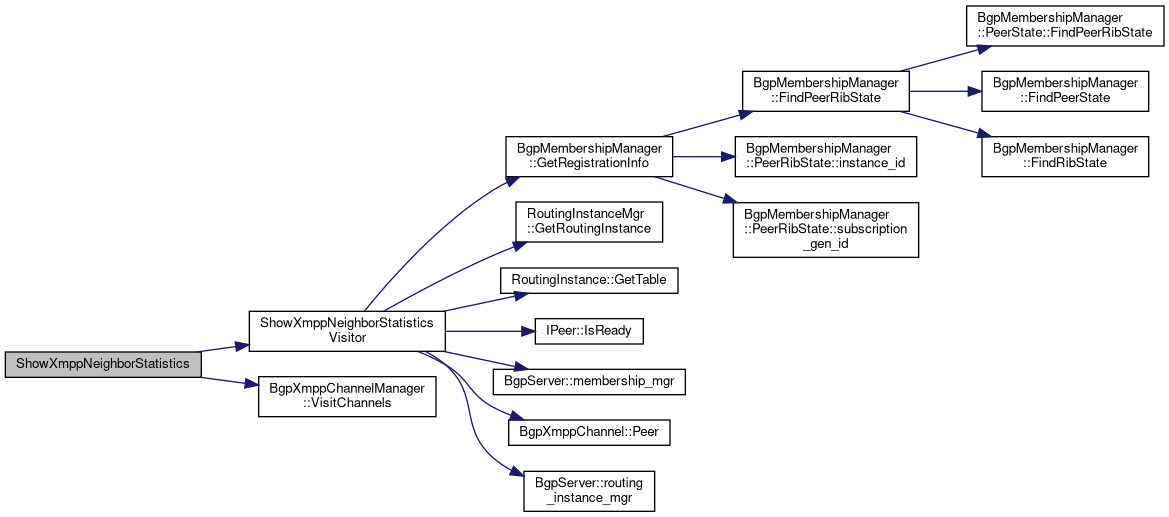 BgpMembershipManager
::PeerState::FindPeerRibState
BgpMembershipManager
::FindPeerRibState
BgpMembershipManager
::FindPeerState
BgpMembershipManager
::GetRegistrationInfo
BgpMembershipManager
::PeerRibState::instance_id
BgpMembershipManager
::FindRibState
RoutingInstanceMgr
::GetRoutingInstance
BgpMembershipManager
::PeerRibState::subscription
_gen_id
RoutingInstance::GetTable
ShowXmppNeighborStatistics
Visitor
IPeer::IsReady
ShowXmppNeighborStatistics
BgpServer::membership_mgr
BgpXmppChannelManager
::VisitChannels
BgpXmppChannel::Peer
BgpServer::routing
_instance_mgr